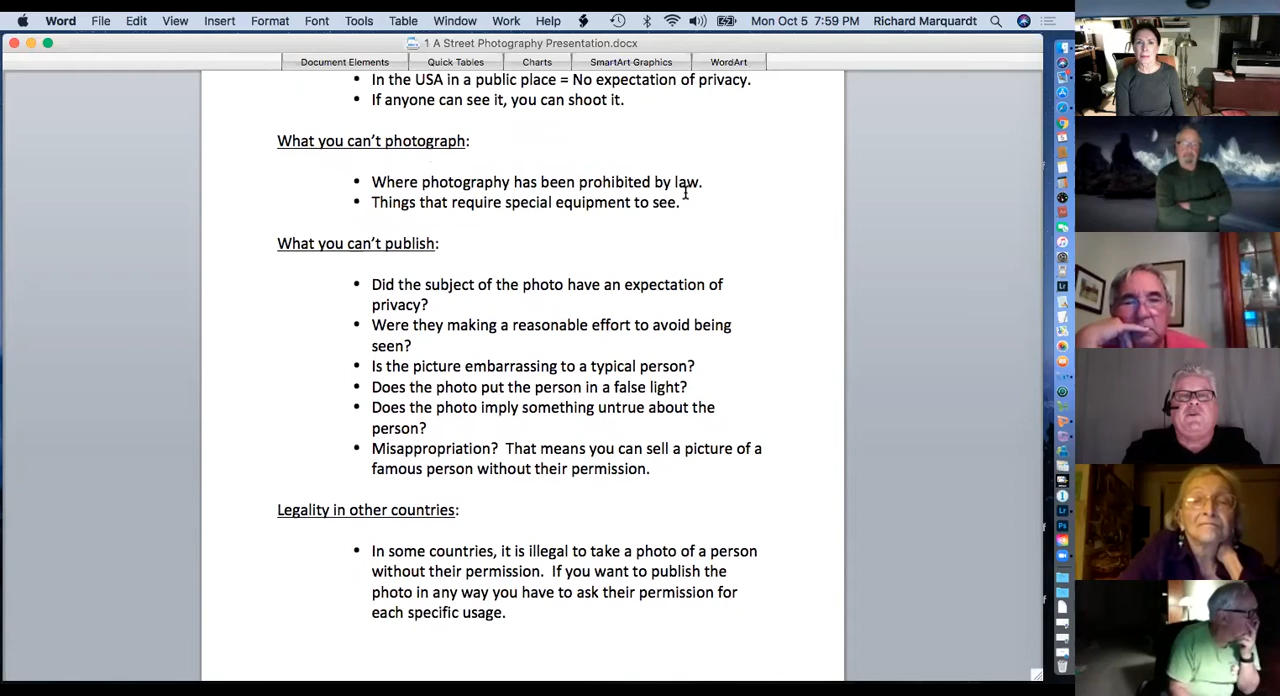 Word File Edit View Insert Format Font Tools Table Window Work Help Mon Oct 5 7:59 PM Richard Marquardt
1 A Street Photography Presentation.docx
Document Elements Quick Tables Charts SmartArt Graphics WordArt
• In the USA in a public place = No expectation of privacy.
• If anyone can see it, you can shoot it.
What you can't photograph:
• Where photography has been prohibited by law.
• Things that require special equipment to see.
What you can't publish:
• Did the subject of the photo have an expectation of
privacy?
• Were they making a reasonable effort to avoid being
seen?
• Is the picture embarrassing to a typical person?
• Does the photo put the person in a false light?
• Does the photo imply something untrue about the
person?
• Misappropriation? That means you can sell a picture of a
famous person without their permission.
Legality in other countries:
• In some countries, it is illegal to take a photo of a person
without their permission. If you want to publish the
photo in any way you have to ask their permission for
each specific usage.
Lr
Lr
Ps